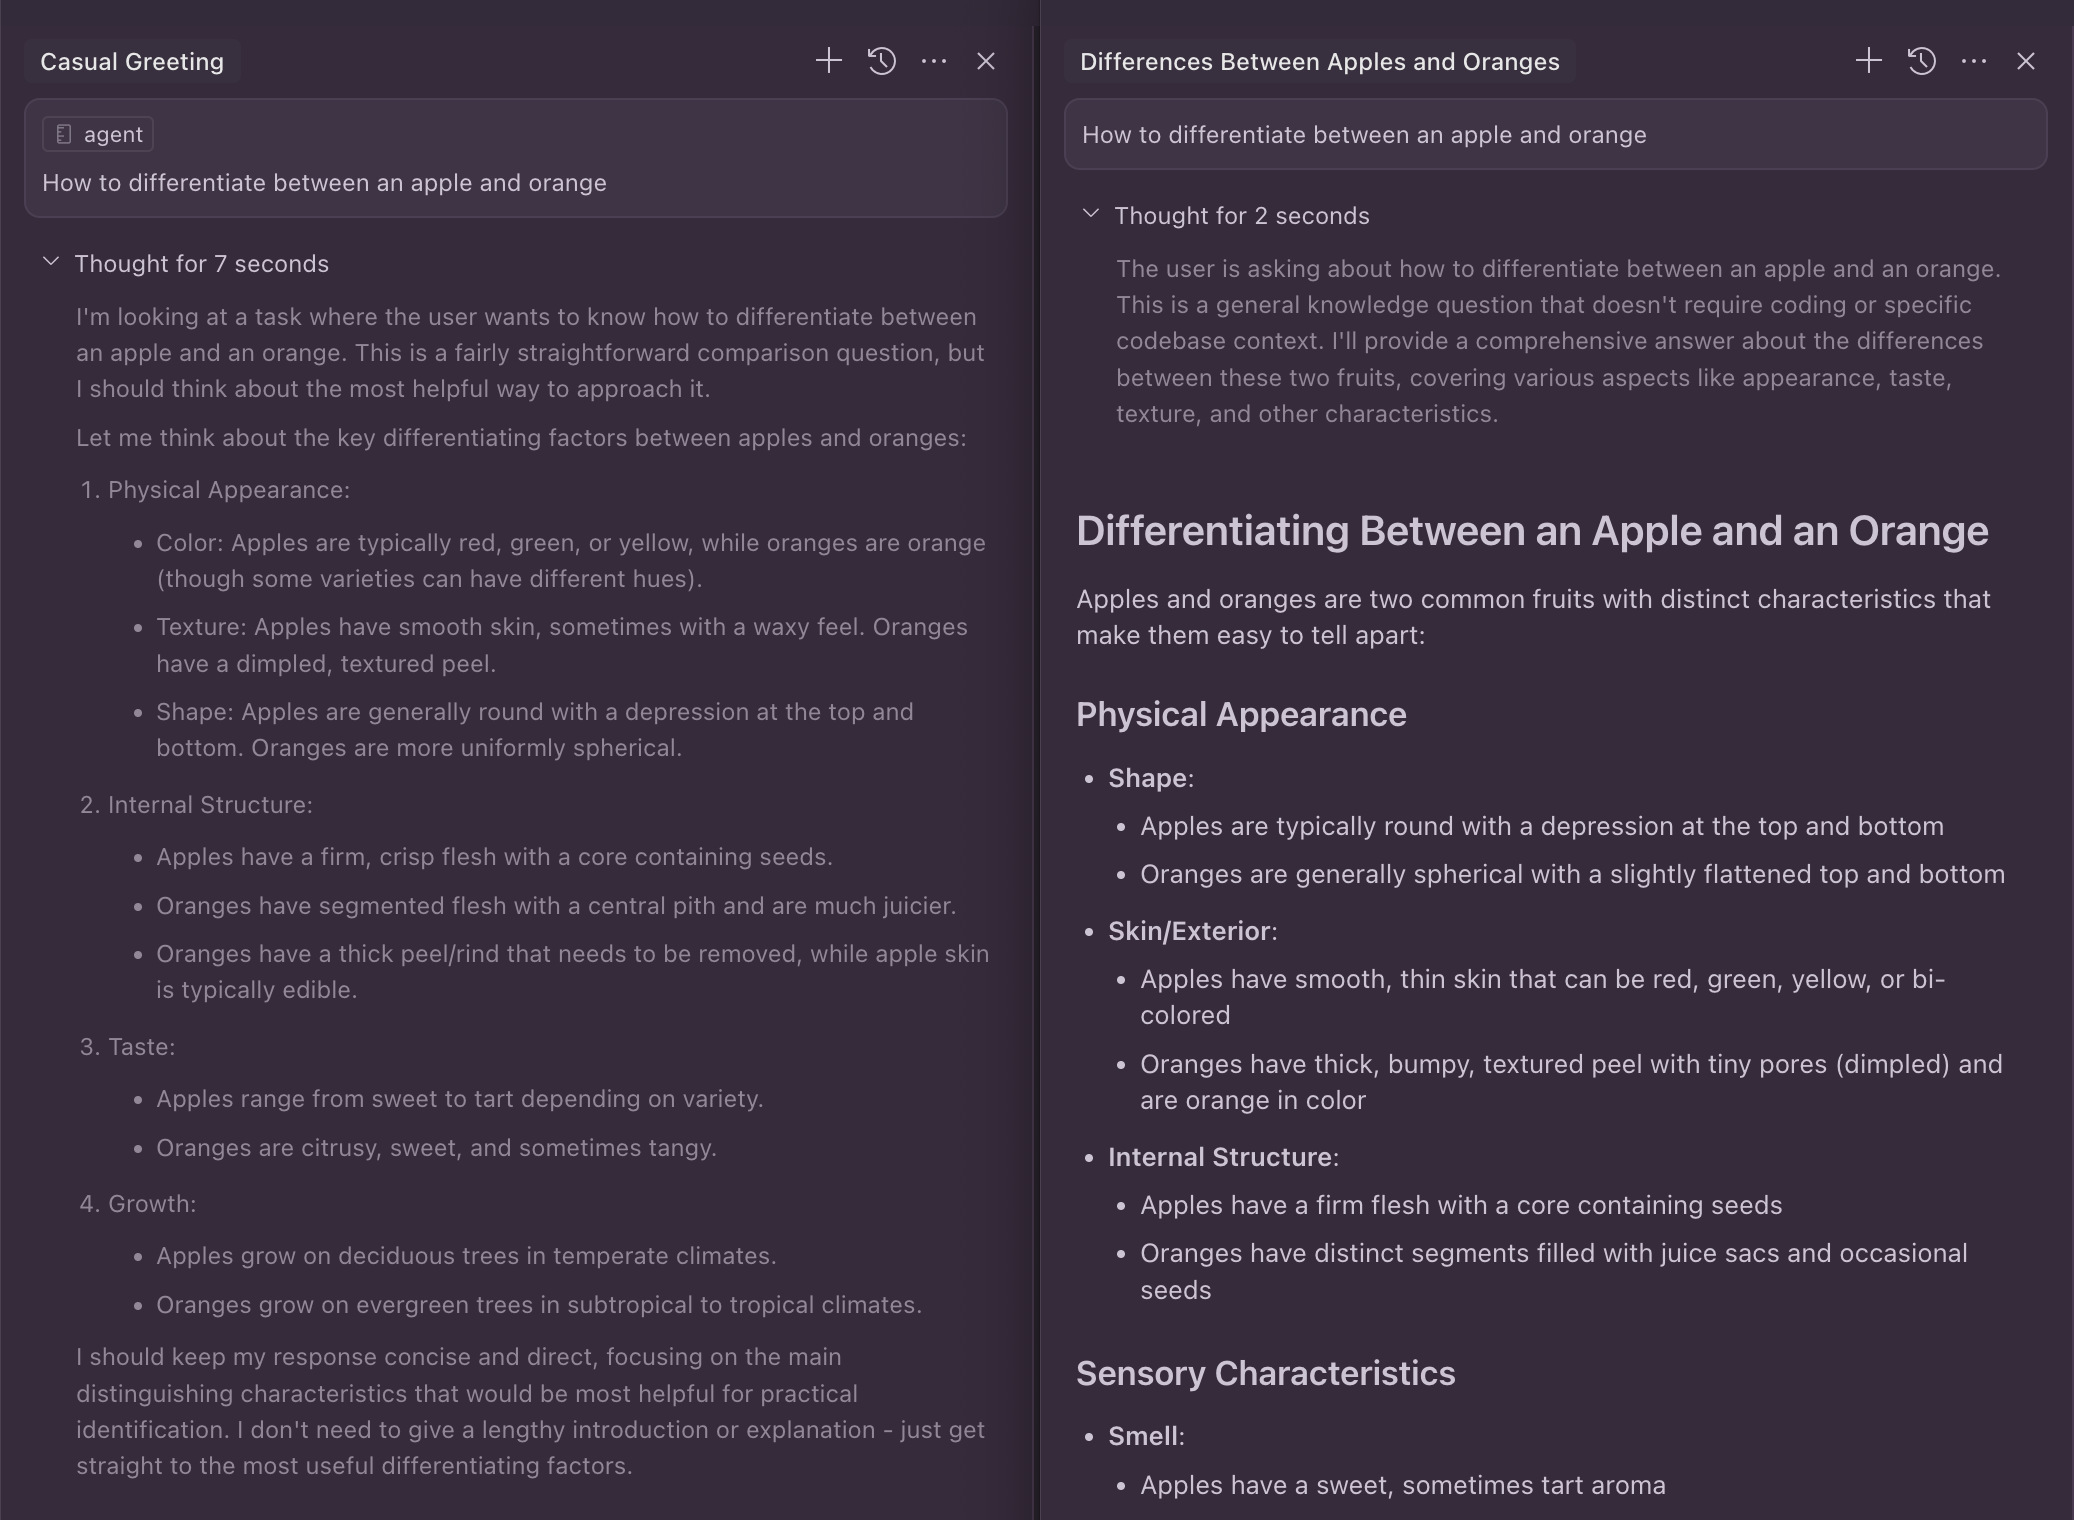 Casual Greeting
agent
How to differentiate between an apple and orange
Thought for 7 seconds
I'm looking at a task where the user wants to know how to differentiate between
an apple and an orange. This is a fairly straightforward comparison question, but
I should think about the most helpful way to approach it.
Let me think about the key differentiating factors between apples and oranges:
1. Physical Appearance:
• Color: Apples are typically red, green, or yellow, while oranges are orange
(though some varieties can have different hues).
• Texture: Apples have smooth skin, sometimes with a waxy feel. Oranges
have a dimpled, textured peel.
• Shape: Apples are generally round with a depression at the top and
bottom. Oranges are more uniformly spherical.
2. Internal Structure:
• Apples have a firm, crisp flesh with a core containing seeds.
• Oranges have segmented flesh with a central pith and are much juicier.
• Oranges have a thick peel/rind that needs to be removed, while apple skin
is typically edible.
3. Taste:
• Apples range from sweet to tart depending on variety.
• Oranges are citrusy, sweet, and sometimes tangy.
4. Growth:
• Apples grow on deciduous trees in temperate climates.
• Oranges grow on evergreen trees in subtropical to tropical climates.
I should keep my response concise and direct, focusing on the main
distinguishing characteristics that would be most helpful for practical
identification. I don't need to give a lengthy introduction or explanation - just get
straight to the most useful differentiating factors.
Differences Between Apples and Oranges
How to differentiate between an apple and orange
Thought for 2 seconds
The user is asking about how to differentiate between an apple and an orange.
This is a general knowledge question that doesn't require coding or specific
codebase context. I'll provide a comprehensive answer about the differences
between these two fruits, covering various aspects like appearance, taste,
texture, and other characteristics.
Differentiating Between an Apple and an Orange
Apples and oranges are two common fruits with distinct characteristics that
make them easy to tell apart:
Physical Appearance
• Shape:
• Apples are typically round with a depression at the top and bottom
• Oranges are generally spherical with a slightly flattened top and bottom
• Skin/Exterior:
• Apples have smooth, thin skin that can be red, green, yellow, or bi-
colored
• Oranges have thick, bumpy, textured peel with tiny pores (dimpled) and
are orange in color
• Internal Structure:
• Apples have a firm flesh with a core containing seeds
• Oranges have distinct segments filled with juice sacs and occasional
seeds
Sensory Characteristics
• Smell:
• Apples have a sweet, sometimes tart aroma